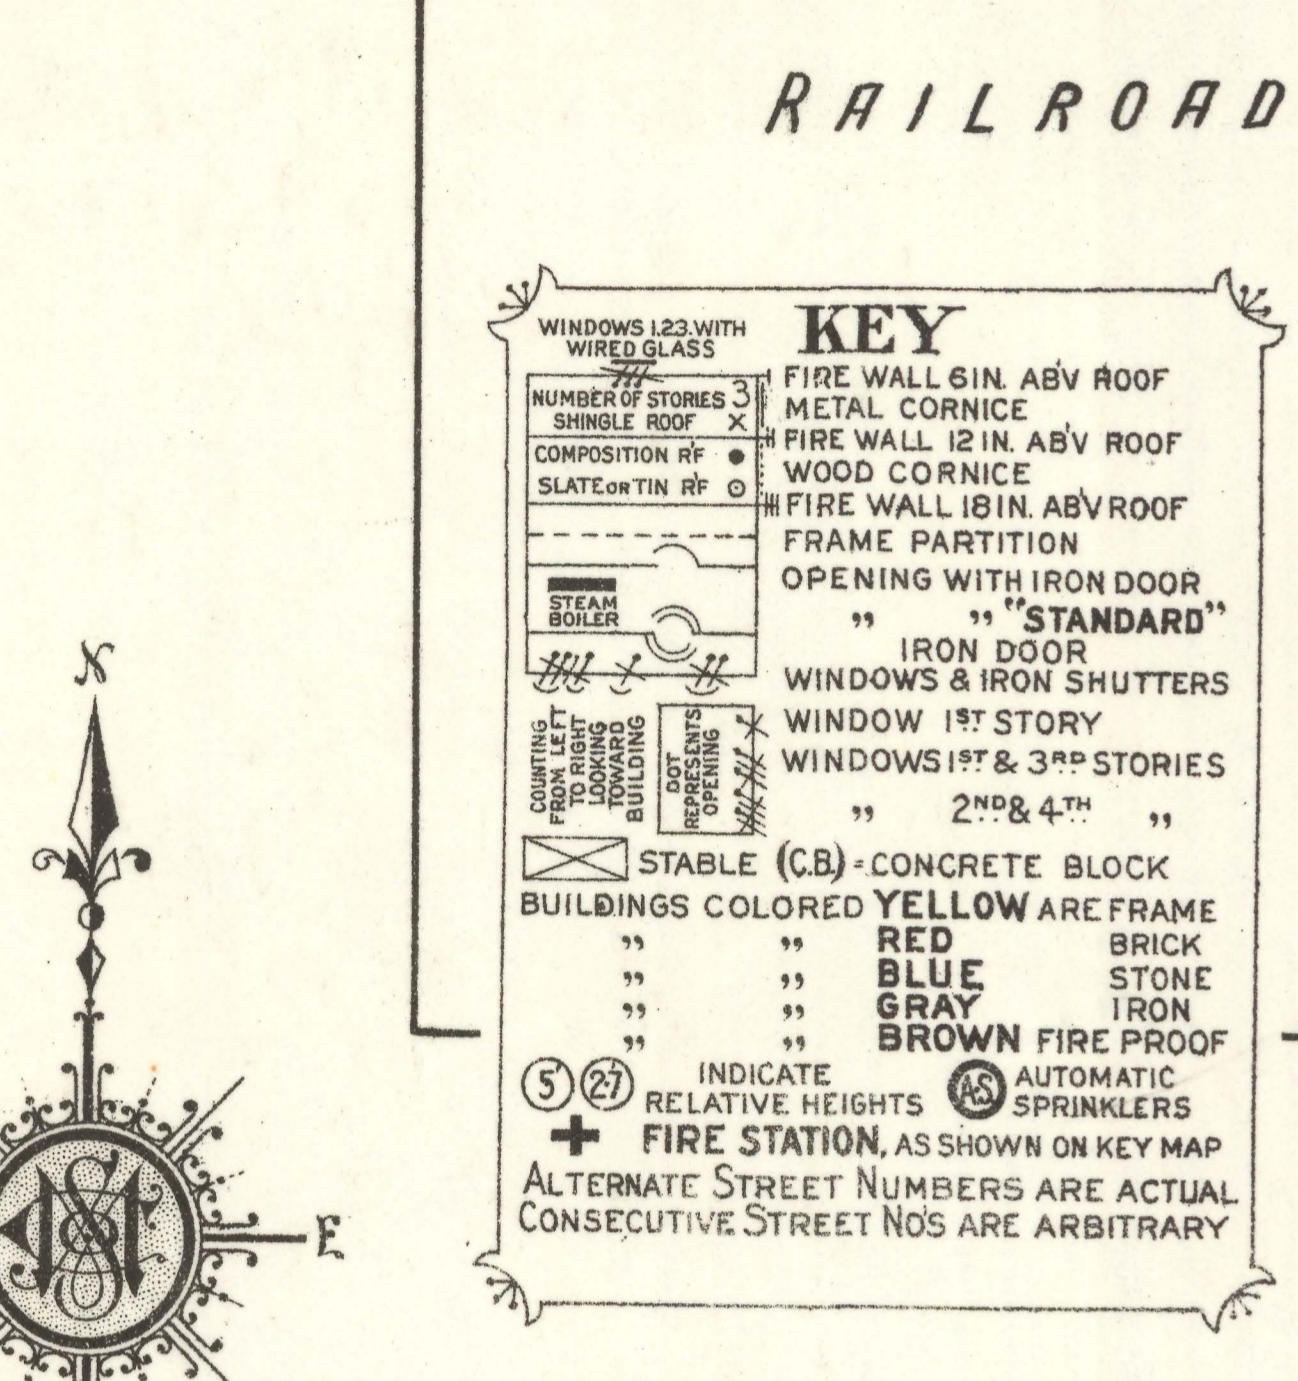 RAILROAD
KEY
WINDOWS 1.2.3. WITH
WIRED GLASS
NUMBER OF STORIES 3
SHINGLE ROOF X
COMPOSITION R'F
SLATE OR TIN R'F
STEAM
BOILER
FIRE WALL 6 IN. AB'V ROOF
METAL CORNICE
FIRE WALL 12 IN. AB'V ROOF
WOOD CORNICE
FIRE WALL 18 IN. AB'V ROOF
FRAME PARTITION
OPENING WITH IRON DOOR
" " "STANDARD"
IRON DOOR
WINDOWS & IRON SHUTTERS
COUNTING
FROM LEFT
TO RIGHT
LOOKING
TOWARD
BUILDING
DOT
REPRESENTS
OPENING
WINDOW 1ST STORY
WINDOWS 1ST & 3RD STORIES
" 2ND & 4TH "
STABLE (C.B.) = CONCRETE BLOCK
BUILDINGS COLORED YELLOW ARE FRAME
" " RED BRICK
" " BLUE STONE
" " GRAY IRON
" " BROWN FIRE PROOF
5' 27 INDICATE
RELATIVE HEIGHTS
A.S. AUTOMATIC
SPRINKLERS
FIRE STATION, AS SHOWN ON KEY MAP
ALTERNATE STREET NUMBERS ARE ACTUAL
CONSECUTIVE STREET NO'S ARE ARBITRARY
N
E